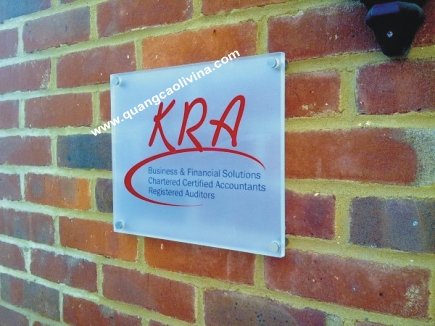 www.quangcaolivina.com
KRA
Business & Financial Solutions
Chartered Certified Accountants
Registered Auditors